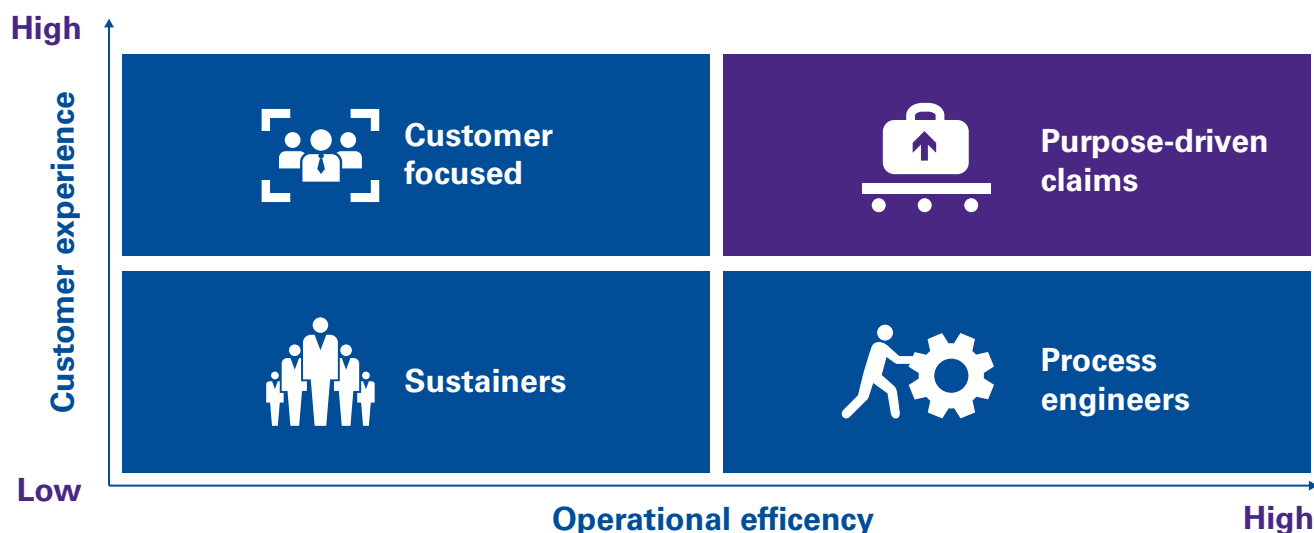 High
Customer experience
Customer
focused
Purpose-driven
claims
Sustainers
Process
engineers
Low
Operational efficency
High